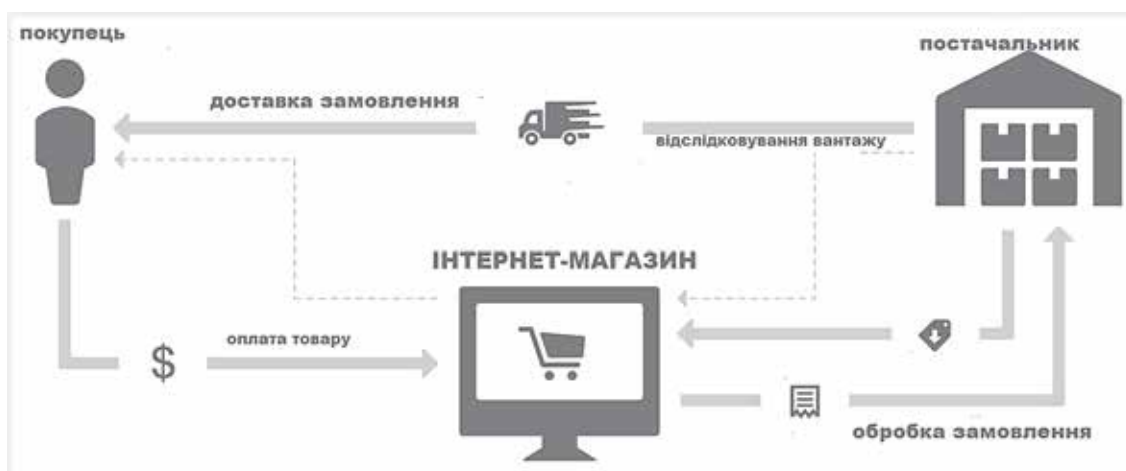 покупець
постачальник
доставка замовлення
відслідковування вантажу
ІНТЕРНЕТ-МАГАЗИН
оплата товару
$
обробка замовлення